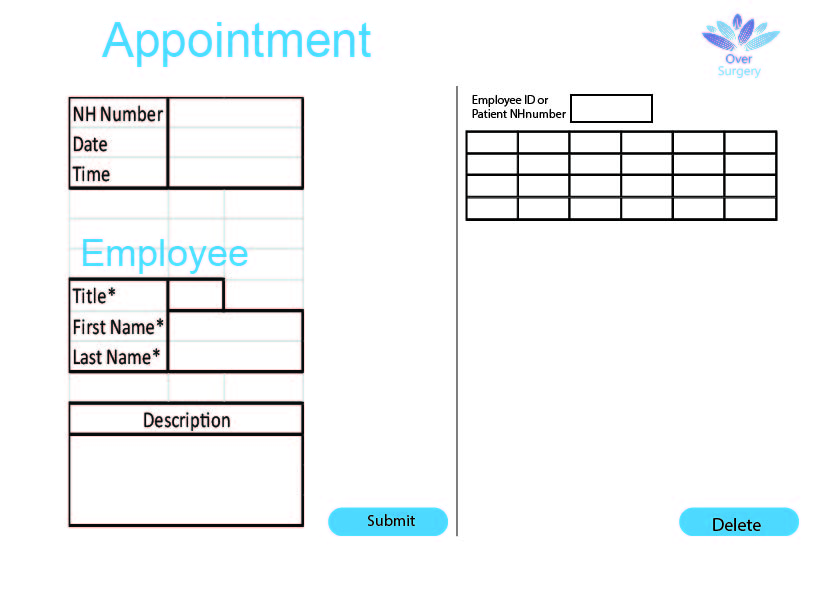 Appointment
Over
Surgery
NH Number
Date
Time
Employee
Title*
First Name*
Last Name*
Description
Submit
Employee ID or
Patient NHnumber
Delete